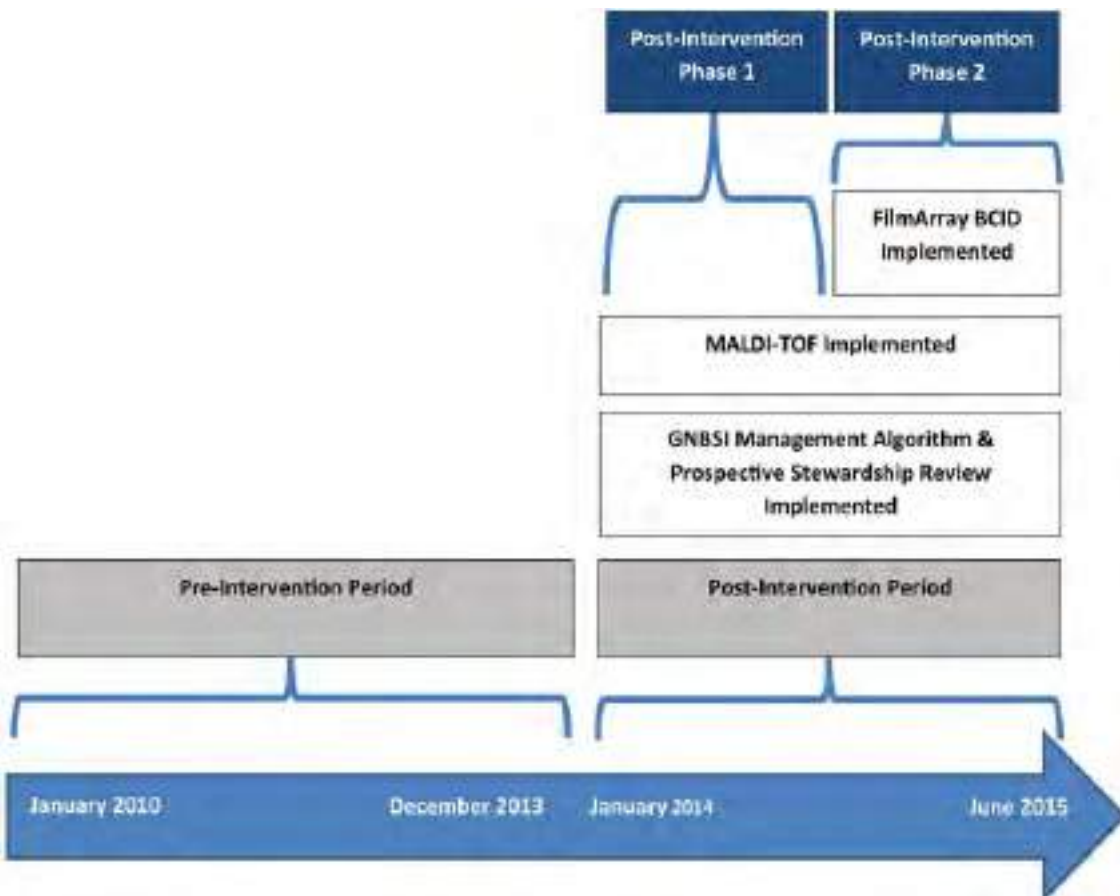 Post-Intervention
Phase 1
Post-Intervention
Phase 2
FilmArray BCID
Implemented
MALDI-TOF Implemented
GNBSI Management Algorithm &
Prospective Stewardship Review
Implemented
Pre-Intervention Period
Post-Intervention Period
January 2010
December 2013
January 2014
June 2015